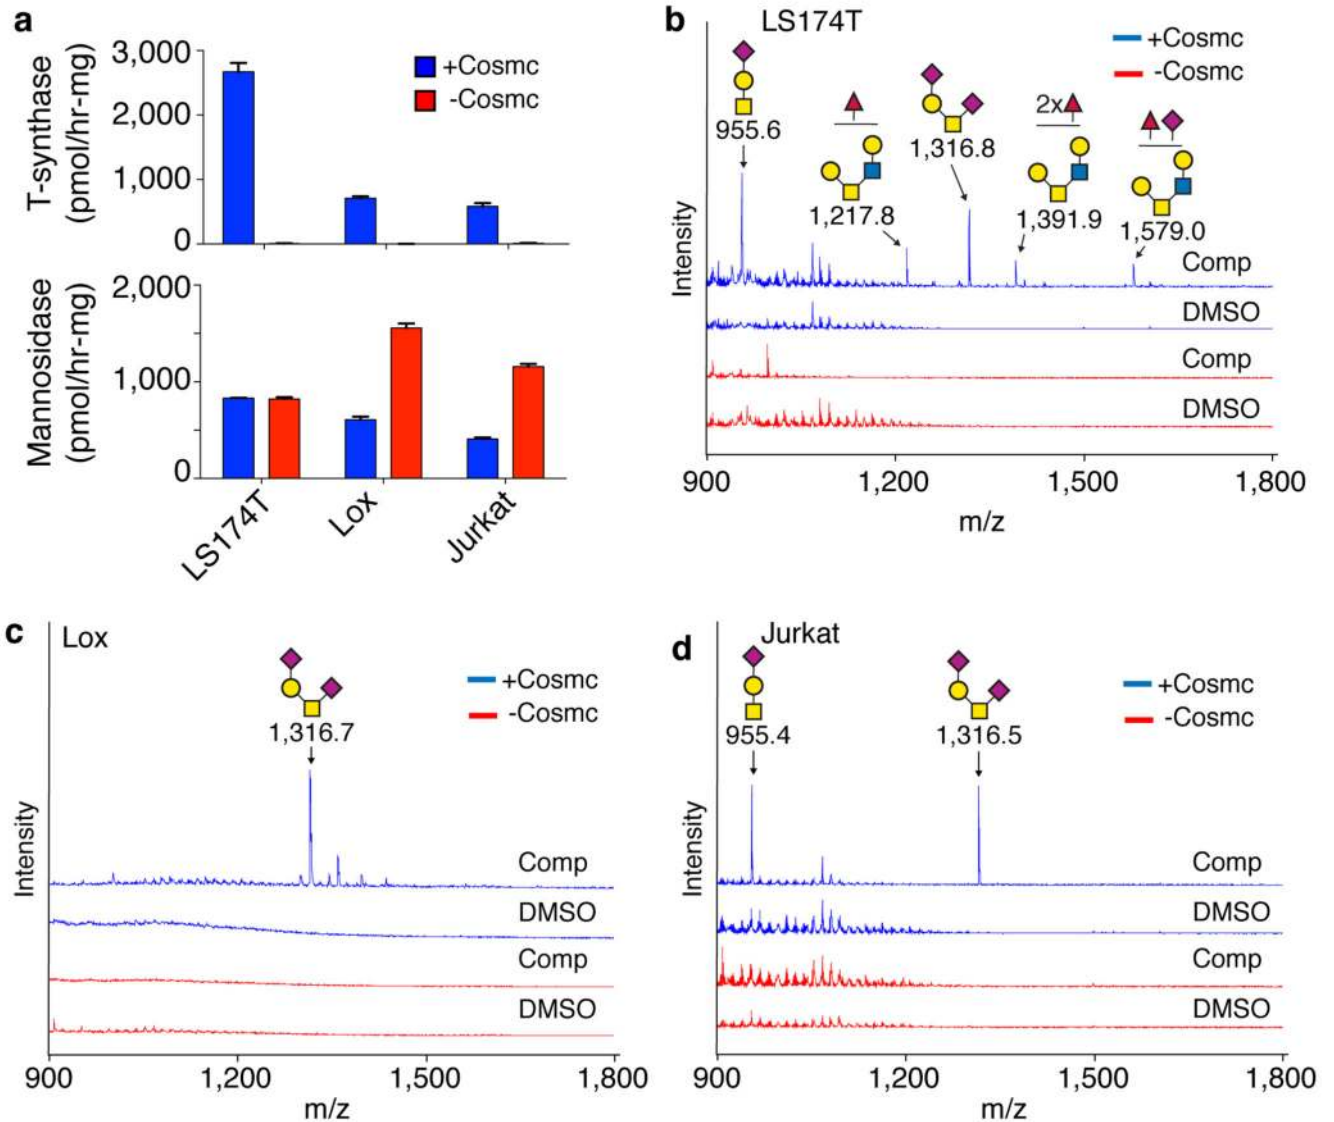 a
T-synthase
(pmol/hr-mg)
3,000
2,000
1,000
0
+Cosmc
-Cosmc
Mannosidase
(pmol/hr-mg)
2,000
1,000
0
LS174T
Lox
Jurkat
b
LS174T
+Cosmc
-Cosmc
955.6
1,217.8
1,316.8
2x
1,391.9
1,579.0
Intensity
Comp
DMSO
Comp
DMSO
900
1,200
1,500
1,800
m/z
c
Lox
+Cosmc
-Cosmc
1,316.7
Intensity
Comp
DMSO
Comp
DMSO
900
1,200
1,500
1,800
m/z
d
Jurkat
+Cosmc
-Cosmc
955.4
1,316.5
Intensity
Comp
DMSO
Comp
DMSO
900
1,200
1,500
1,800
m/z